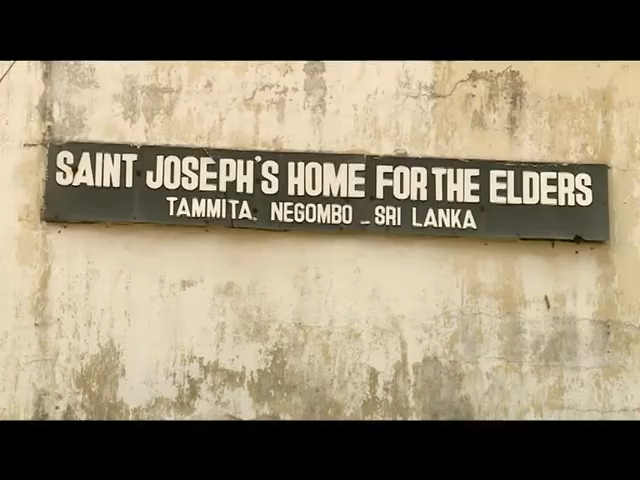 SAINT JOSEPH'S HOME FOR THE ELDERS
TAMMITA, NEGOMBO - SRI LANKA